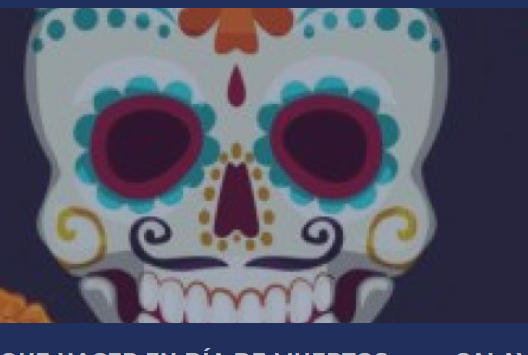 QUE HACER EN DÍA DE MUERTOS